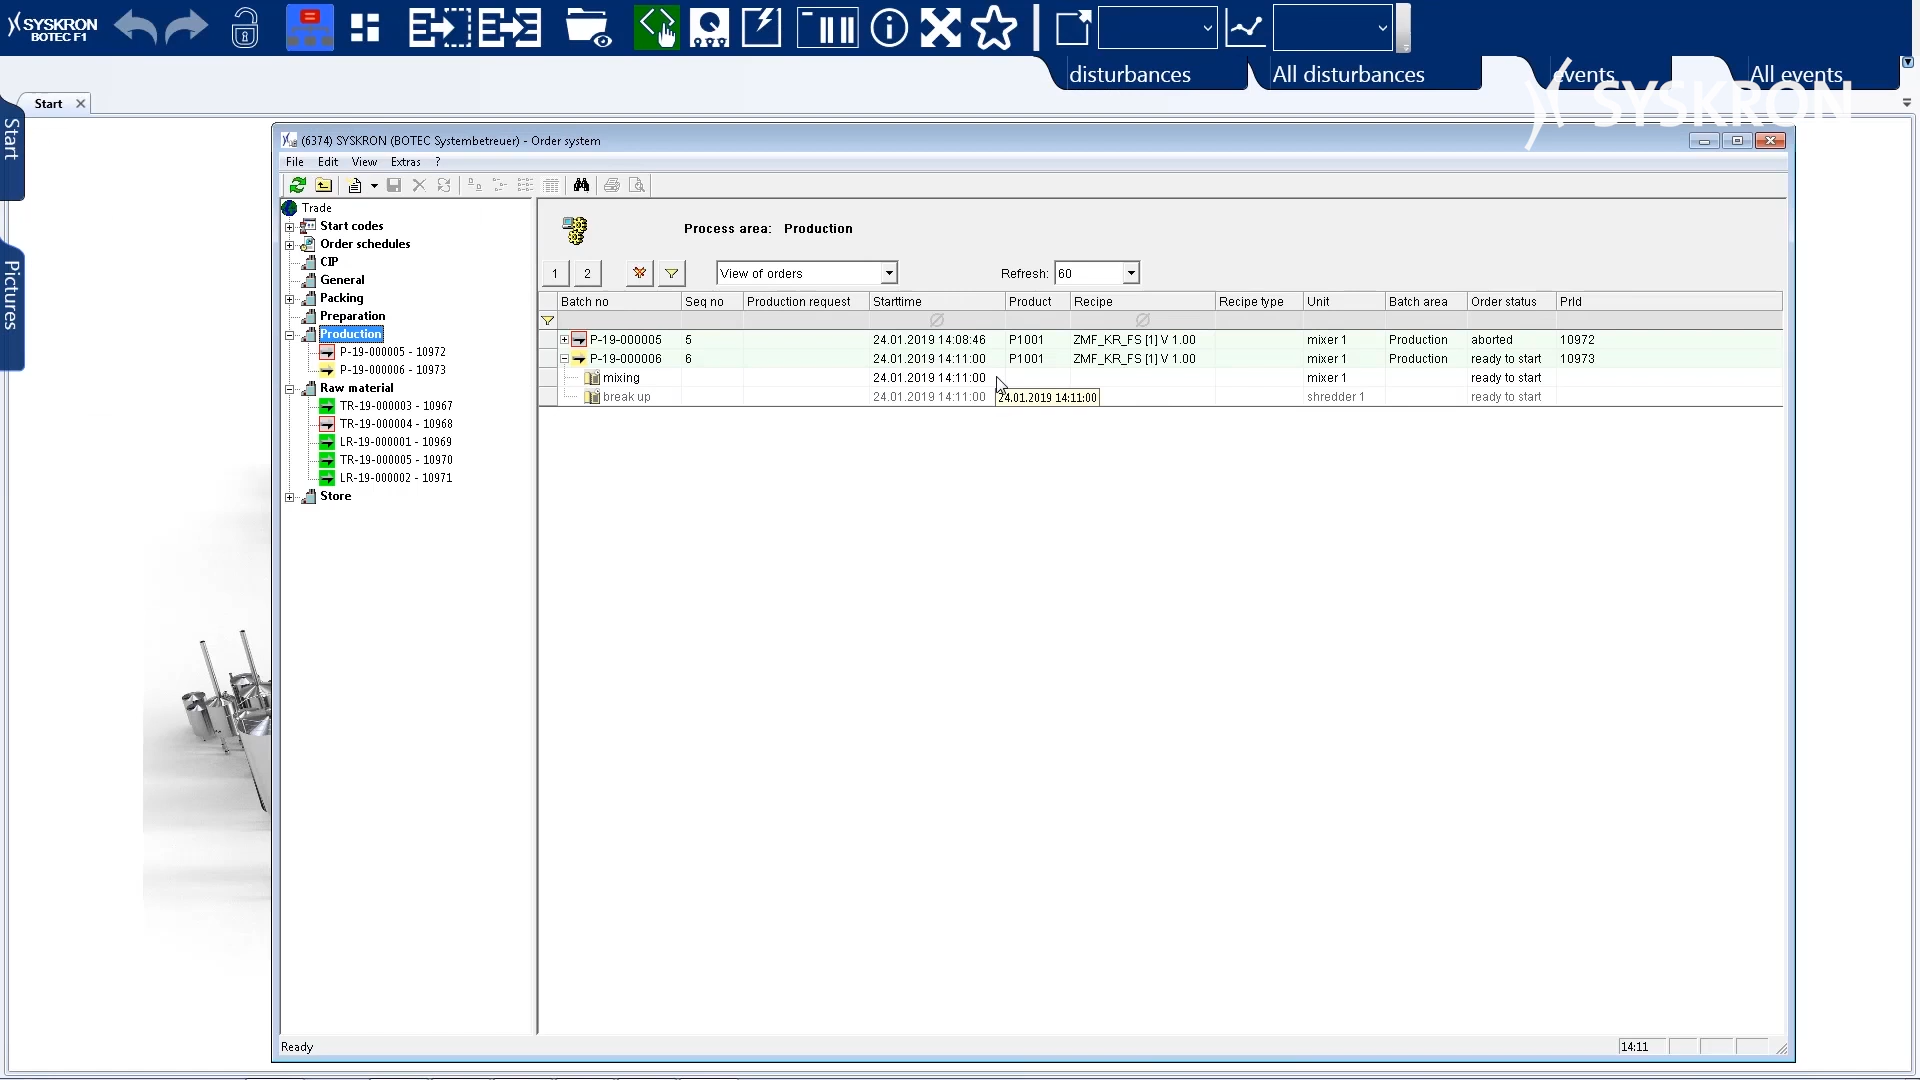 SYSKRON
BOTEC F1
disturbances
All disturbances
events
All events
SYSKRON
Start
Start
Pictures
(6374) SYSKRON (BOTEC Systembetreuer) - Order system
File Edit View Extras ?
Trade
Start codes
Order schedules
CIP
General
Packing
Preparation
Production
P-19-000005 - 10972
P-19-000006 - 10973
Raw material
TR-19-000003 - 10967
TR-19-000004 - 10968
LR-19-000001 - 10969
TR-19-000005 - 10970
LR-19-000002 - 10971
Store
Process area: Production
1 2 View of orders Refresh: 60
Batch no Seq no Production request Starttime Product Recipe Recipe type Unit Batch area Order status PrId
P-19-000005 5 24.01.2019 14:08:46 P1001 ZMF_KR_FS [1] V 1.00 mixer 1 Production aborted 10972
P-19-000006 6 24.01.2019 14:11:00 P1001 ZMF_KR_FS [1] V 1.00 mixer 1 Production ready to start 10973
mixing 24.01.2019 14:11:00 mixer 1 ready to start
break up 24.01.2019 14:11:00 shredder 1 ready to start
24.01.2019 14:11:00
Ready
14:11